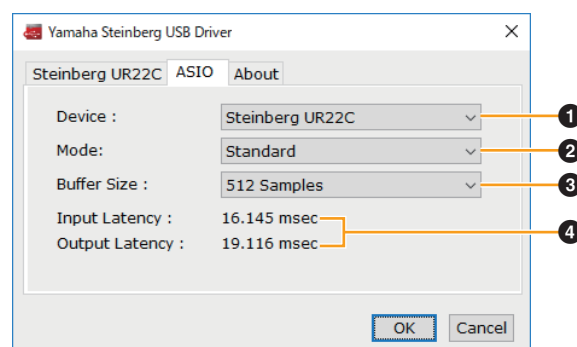 Yamaha Steinberg USB Driver
Steinberg UR22C ASIO About
Device : Steinberg UR22C 1
Mode: Standard 2
Buffer Size : 512 Samples 3
Input Latency : 16.145 msec
4
Output Latency : 19.116 msec
OK Cancel